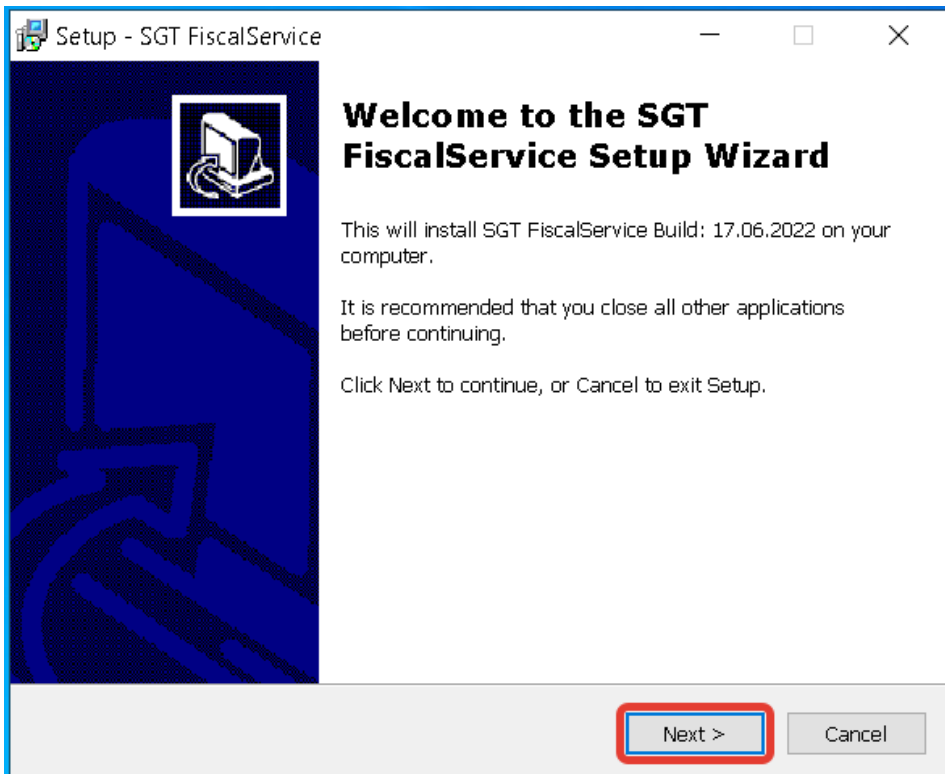 Setup - SGT FiscalService
Welcome to the SGT
FiscalService Setup Wizard
This will install SGT FiscalService Build: 17.06.2022 on your
computer.
It is recommended that you close all other applications
before continuing.
Click Next to continue, or Cancel to exit Setup.
Next >
Cancel